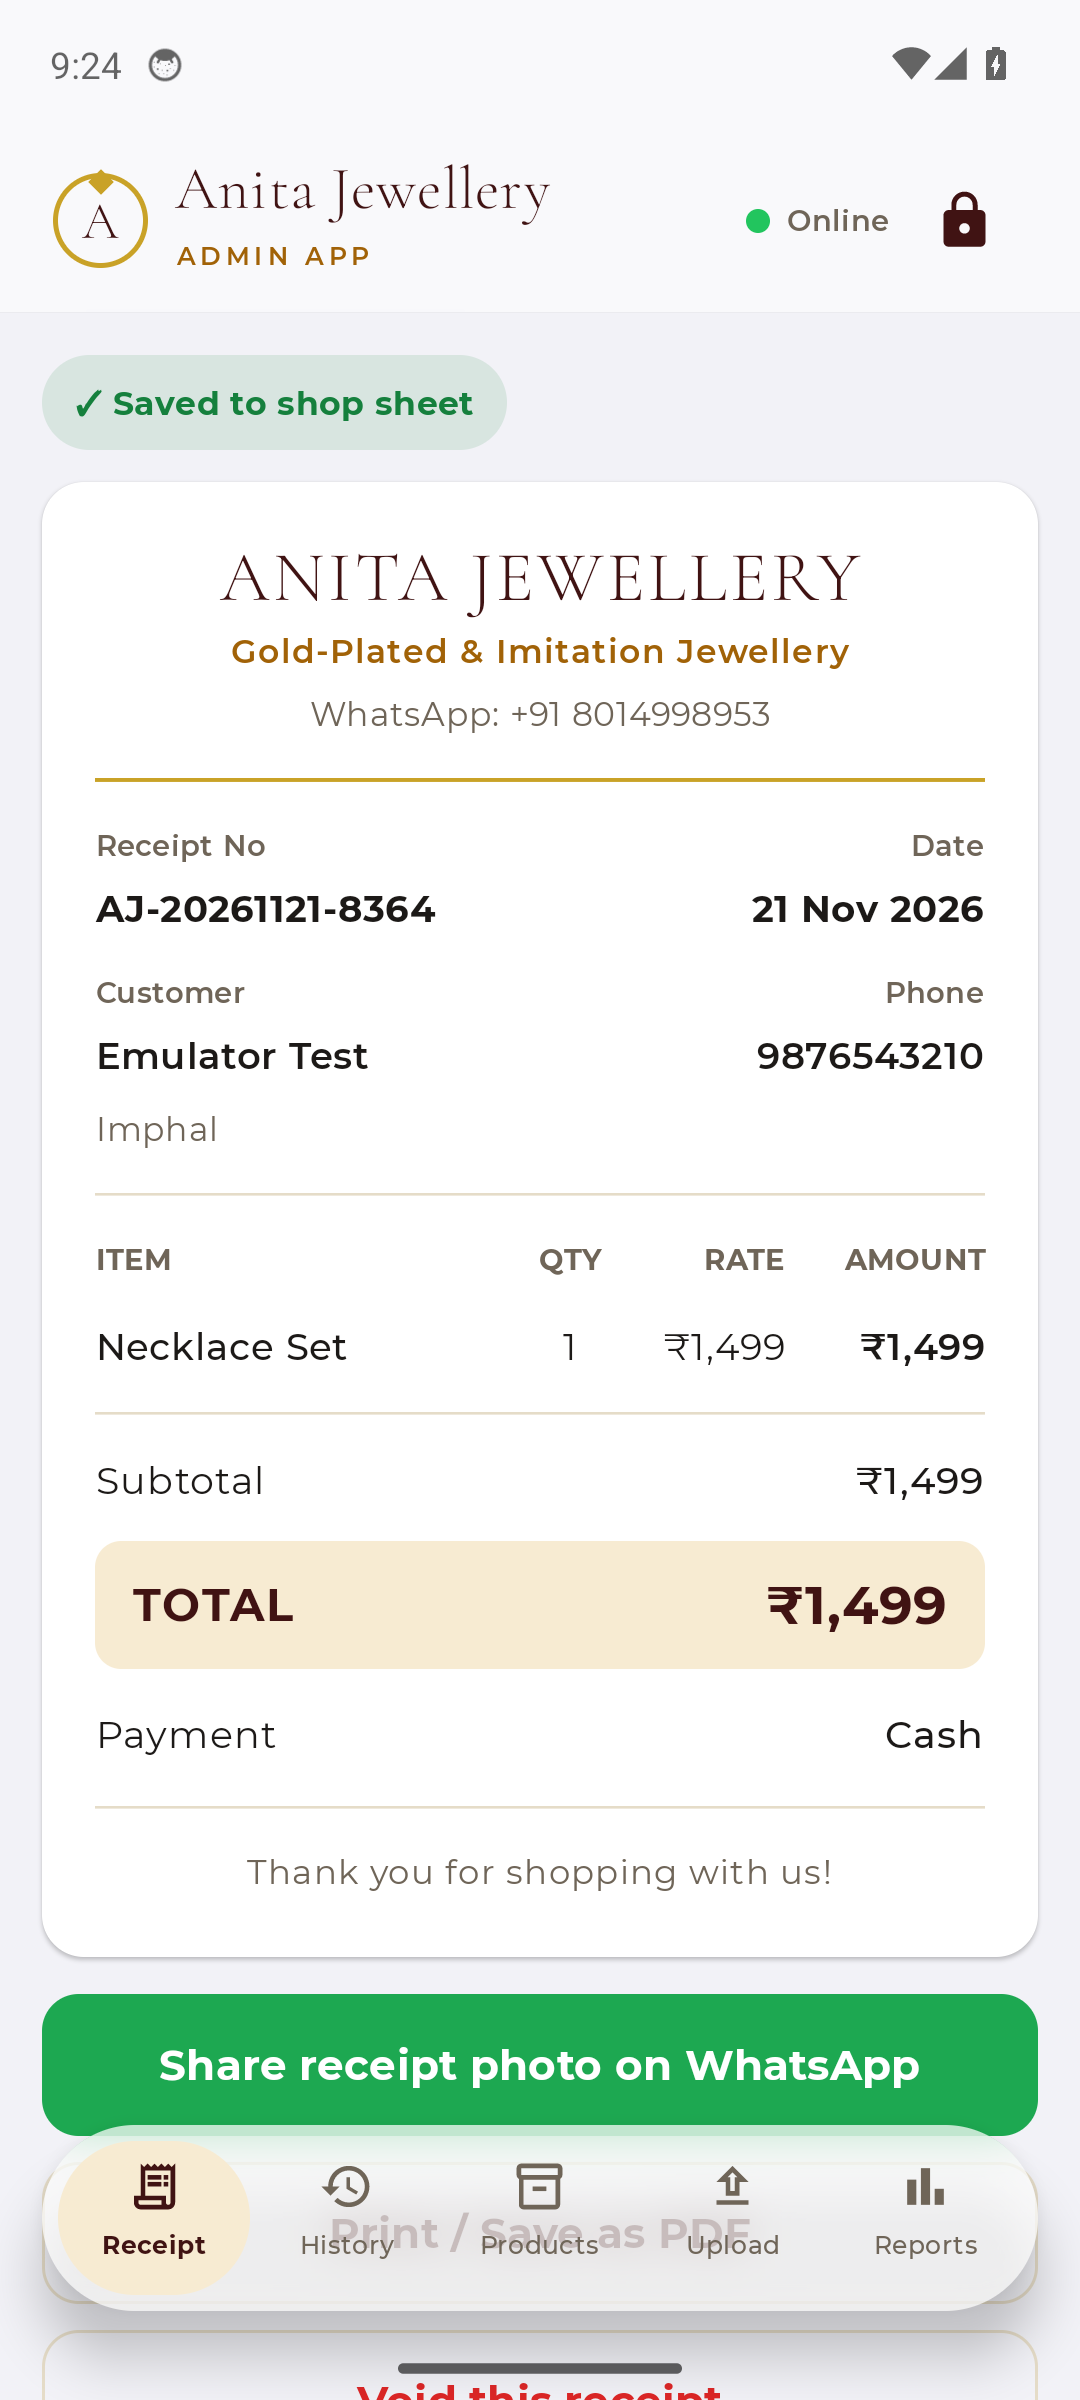 9:24
A
Anita Jewellery
ADMIN APP
Online
✓ Saved to shop sheet
ANITA JEWELLERY
Gold-Plated & Imitation Jewellery
WhatsApp: +91 8014998953
Receipt No Date
AJ-20261121-8364 21 Nov 2026
Customer Phone
Emulator Test 9876543210
Imphal
ITEM QTY RATE AMOUNT
Necklace Set 1 ₹1,499 ₹1,499
Subtotal ₹1,499
TOTAL ₹1,499
Payment Cash
Thank you for shopping with us!
Share receipt photo on WhatsApp
Print / Save as PDF
Receipt History Products Upload Reports
Void this receipt